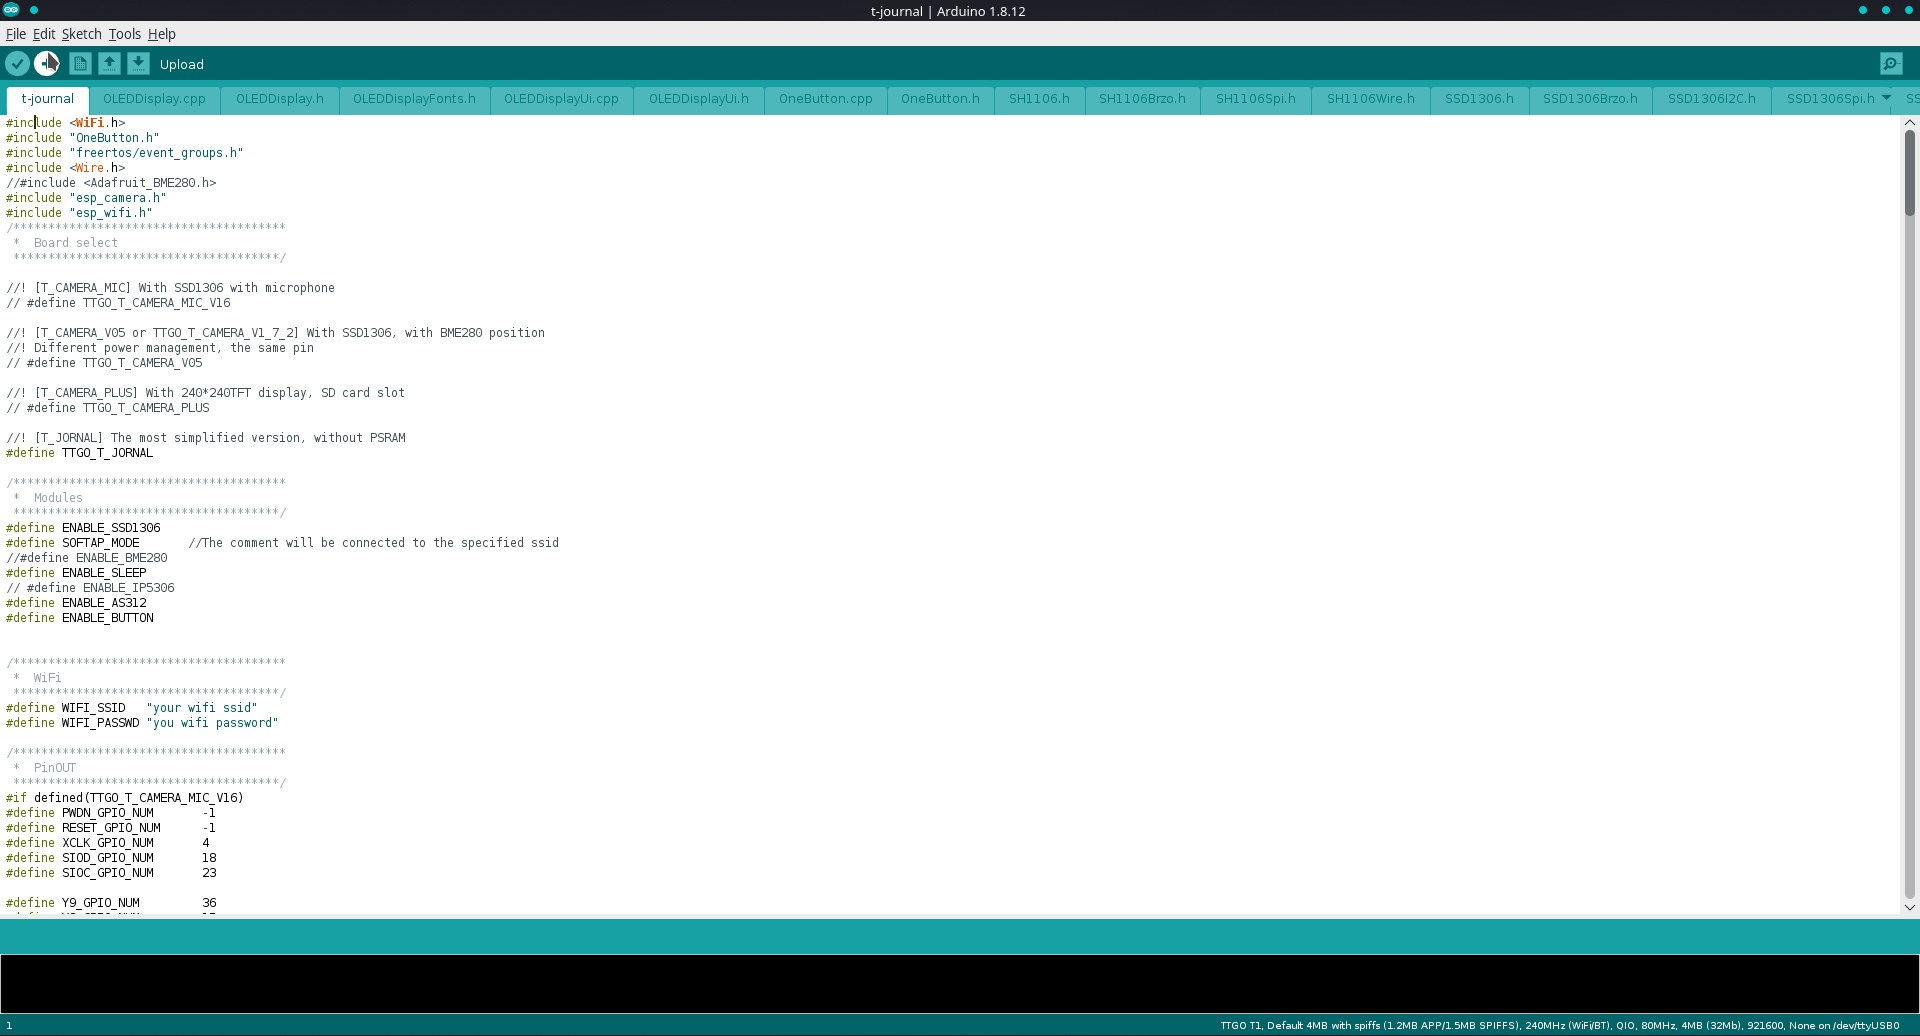 t-journal | Arduino 1.8.12
File Edit Sketch Tools Help
Upload
t-journal OLEDDisplay.cpp OLEDDisplay.h OLEDDisplayFonts.h OLEDDisplayUi.cpp OLEDDisplayUi.h OneButton.cpp OneButton.h SH1106.h SH1106Brzo.h SH1106Spi.h SH1106Wire.h SSD1306.h SSD1306Brzo.h SSD1306I2C.h SSD1306Spi.h
#include <WiFi.h>
#include "OneButton.h"
#include "freertos/event_groups.h"
#include <Wire.h>
//#include <Adafruit_BME280.h>
#include "esp_camera.h"
#include "esp_wifi.h"
/***************************************
 *  Board select
 **************************************/
//! [T_CAMERA_MIC] With SSD1306 with microphone
// #define TTGO_T_CAMERA_MIC_V16
//! [T_CAMERA_V05 or TTGO_T_CAMERA_V1_7_2] With SSD1306, with BME280 position
//! Different power management, the same pin
// #define TTGO_T_CAMERA_V05
//! [T_CAMERA_PLUS] With 240*240TFT display, SD card slot
// #define TTGO_T_CAMERA_PLUS
//! [T_JORNAL] The most simplified version, without PSRAM
#define TTGO_T_JORNAL
/***************************************
 *  Modules
 **************************************/
#define ENABLE_SSD1306
#define SOFTAP_MODE       //The comment will be connected to the specified ssid
//#define ENABLE_BME280
#define ENABLE_SLEEP
// #define ENABLE_IP5306
#define ENABLE_AS312
#define ENABLE_BUTTON
/***************************************
 *  WiFi
 **************************************/
#define WIFI_SSID   "your wifi ssid"
#define WIFI_PASSWD "you wifi password"
/***************************************
 *  PinOUT
 **************************************/
#if defined(TTGO_T_CAMERA_MIC_V16)
#define PWDN_GPIO_NUM       -1
#define RESET_GPIO_NUM      -1
#define XCLK_GPIO_NUM       4
#define SIOD_GPIO_NUM       18
#define SIOC_GPIO_NUM       23
#define Y9_GPIO_NUM         36
1
TTGO T1, Default 4MB with spiffs (1.2MB APP/1.5MB SPIFFS), 240MHz (WiFi/BT), QIO, 80MHz, 4MB (32Mb), 921600, None on /dev/ttyUSB0